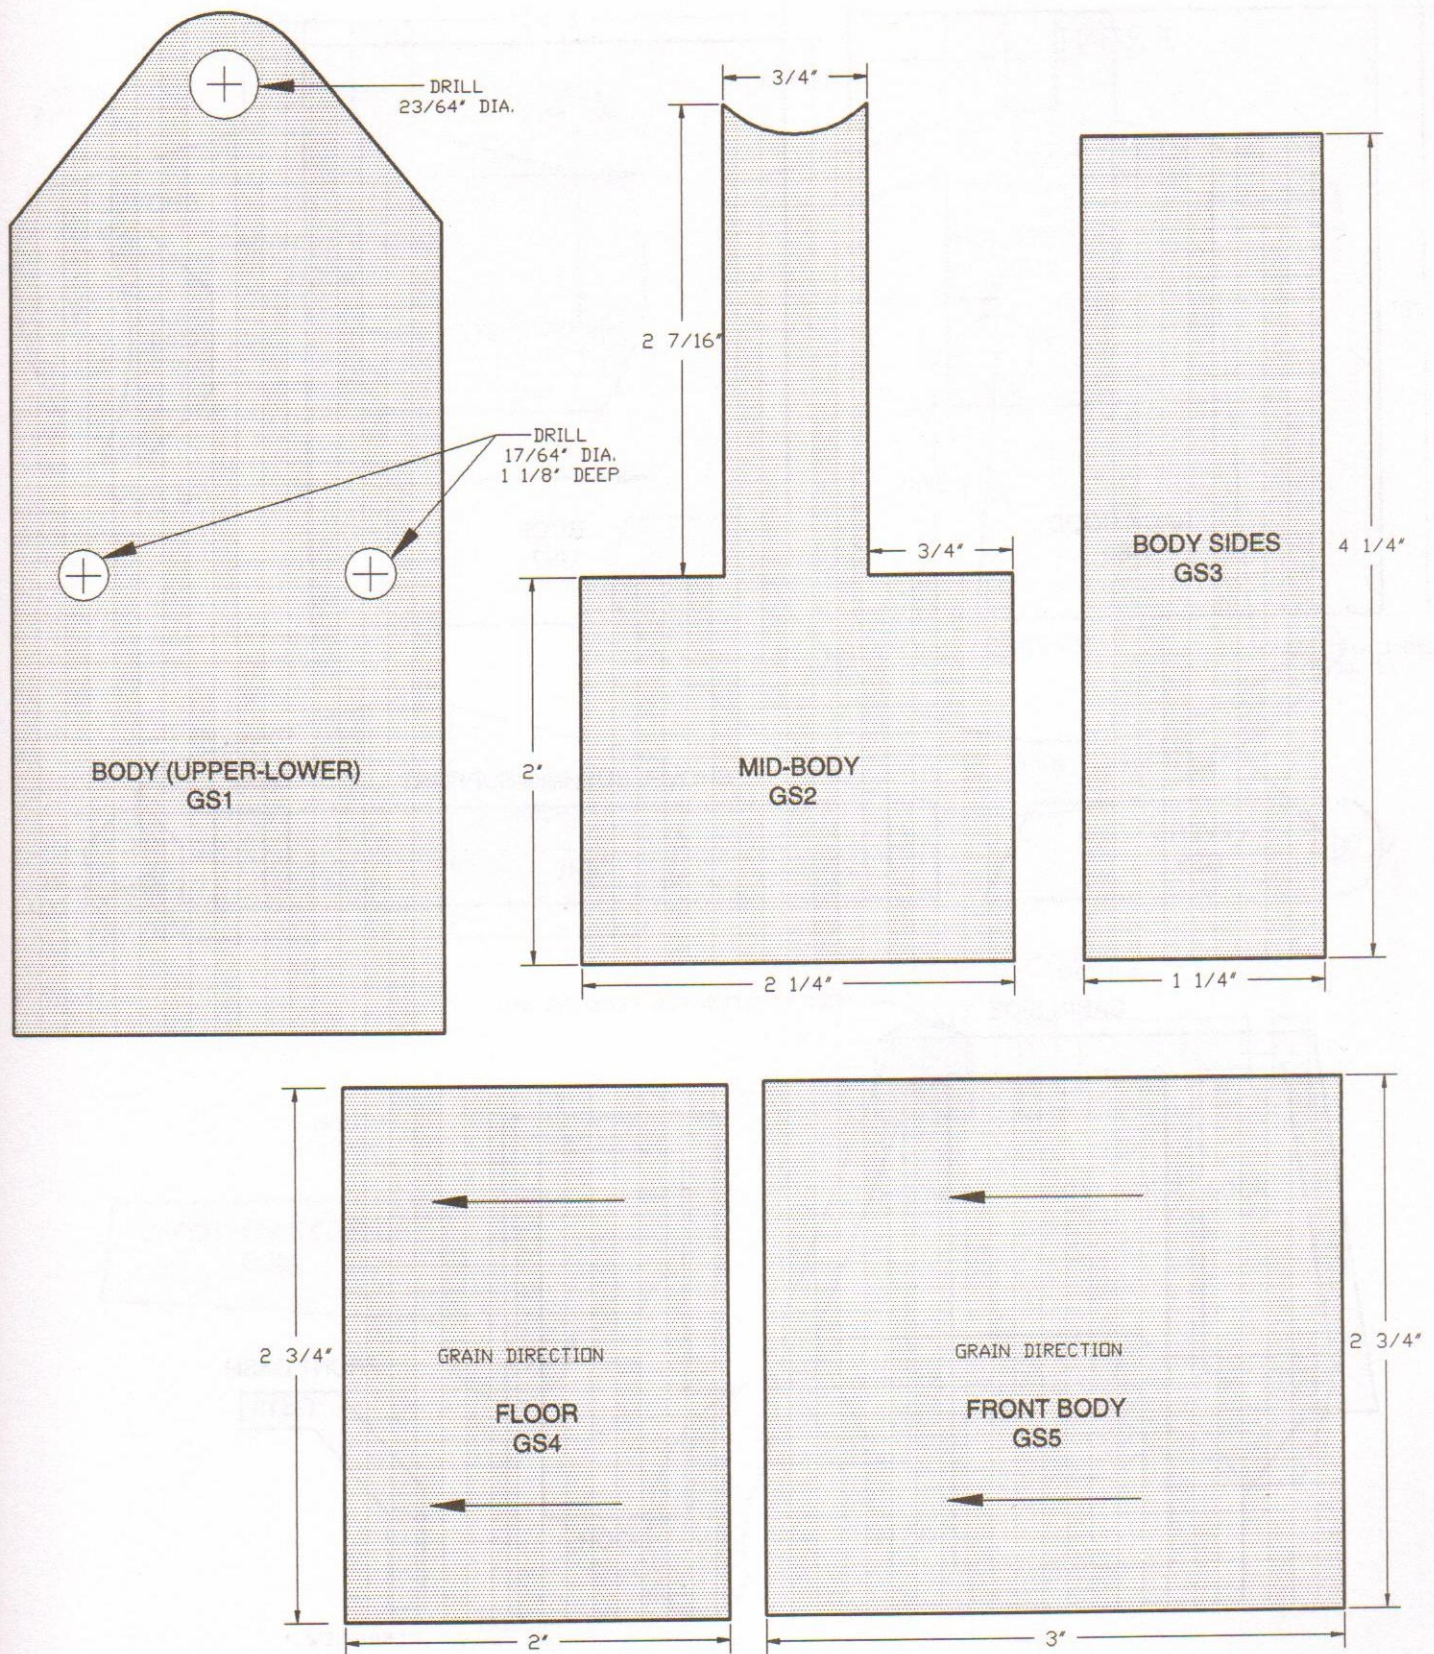 DRILL
23/64" DIA.
3/4"
2 7/16"
DRILL
17/64" DIA.
1 1/8" DEEP
3/4"
BODY SIDES
GS3
4 1/4"
BODY (UPPER-LOWER)
GS1
2"
MID-BODY
GS2
2 1/4"
1 1/4"
2 3/4"
GRAIN DIRECTION
FLOOR
GS4
2"
GRAIN DIRECTION
FRONT BODY
GS5
2 3/4"
3"